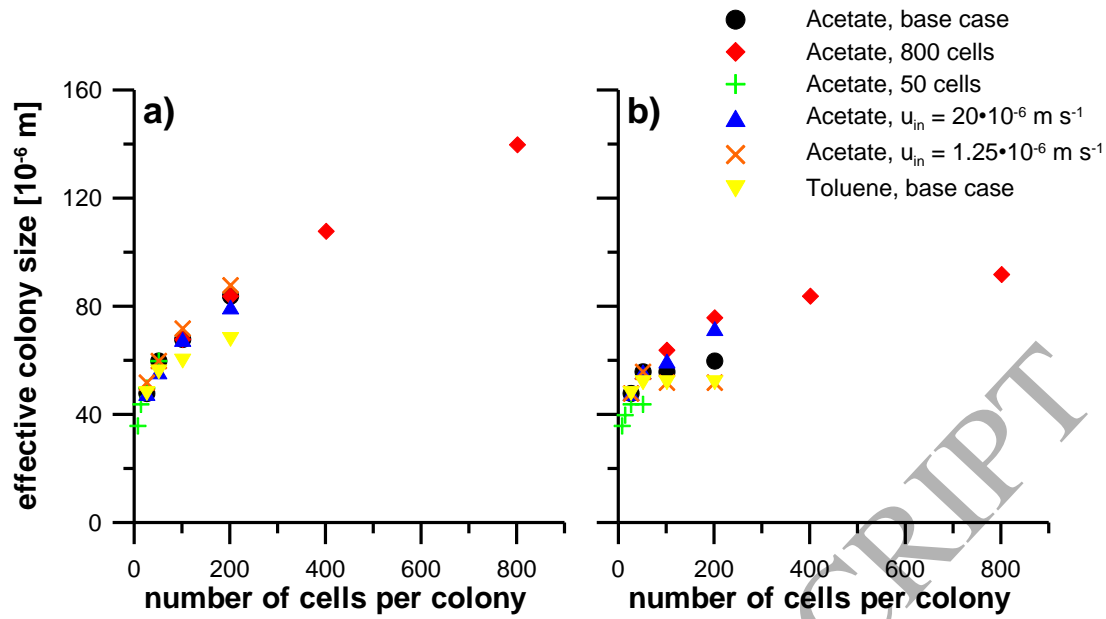 Acetate, base case
Acetate, 800 cells
Acetate, 50 cells
Acetate, u_in = 20•10⁻⁶ m s⁻¹
Acetate, u_in = 1.25•10⁻⁶ m s⁻¹
Toluene, base case
a)
b)
effective colony size [10⁻⁶ m]
160
120
80
40
0
0 200 400 600 800
0 200 400 600 800
number of cells per colony
number of cells per colony
CRIPT